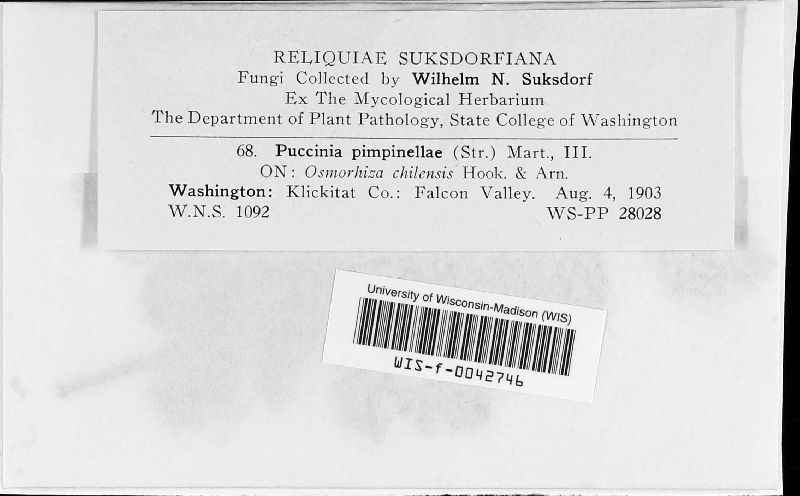 RELIQUIAE SUKSDORFIANA
Fungi Collected by Wilhelm N. Suksdorf
Ex The Mycological Herbarium
The Department of Plant Pathology, State College of Washington
68. Puccinia pimpinellae (Str.) Mart., III.
ON: Osmorhiza chilensis Hook. & Arn.
Washington: Klickitat Co.: Falcon Valley. Aug. 4, 1903
W.N.S. 1092 WS-PP 28028
University of Wisconsin-Madison (WIS)
WIS-f-0042746